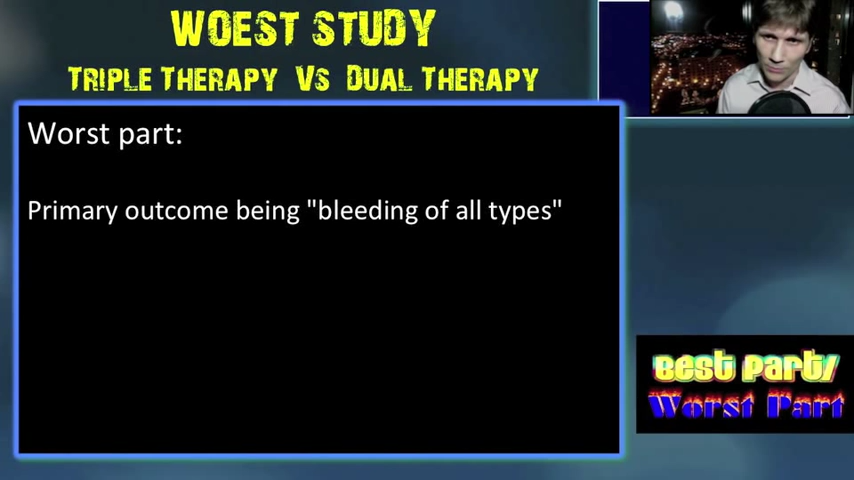 WOEST STUDY
TRIPLE THERAPY VS DUAL THERAPY
Worst part:
Primary outcome being "bleeding of all types"
Best Party/
Worst Part